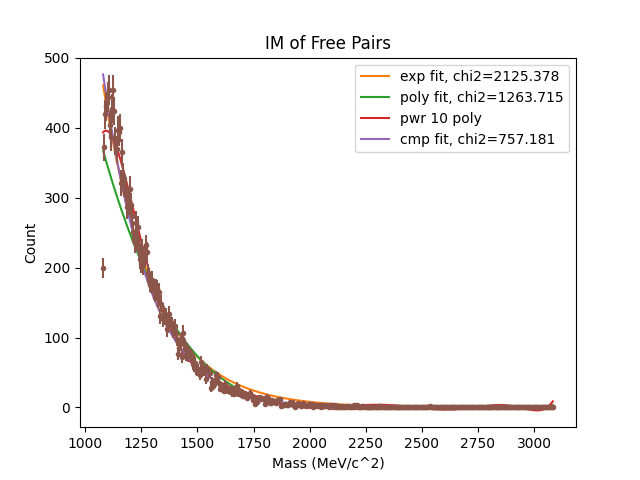 IM of Free Pairs
exp fit, chi2=2125.378
poly fit, chi2=1263.715
pwr 10 poly
cmp fit, chi2=757.181
Count
500
400
300
200
100
0
1000 1250 1500 1750 2000 2250 2500 2750 3000
Mass (MeV/c^2)